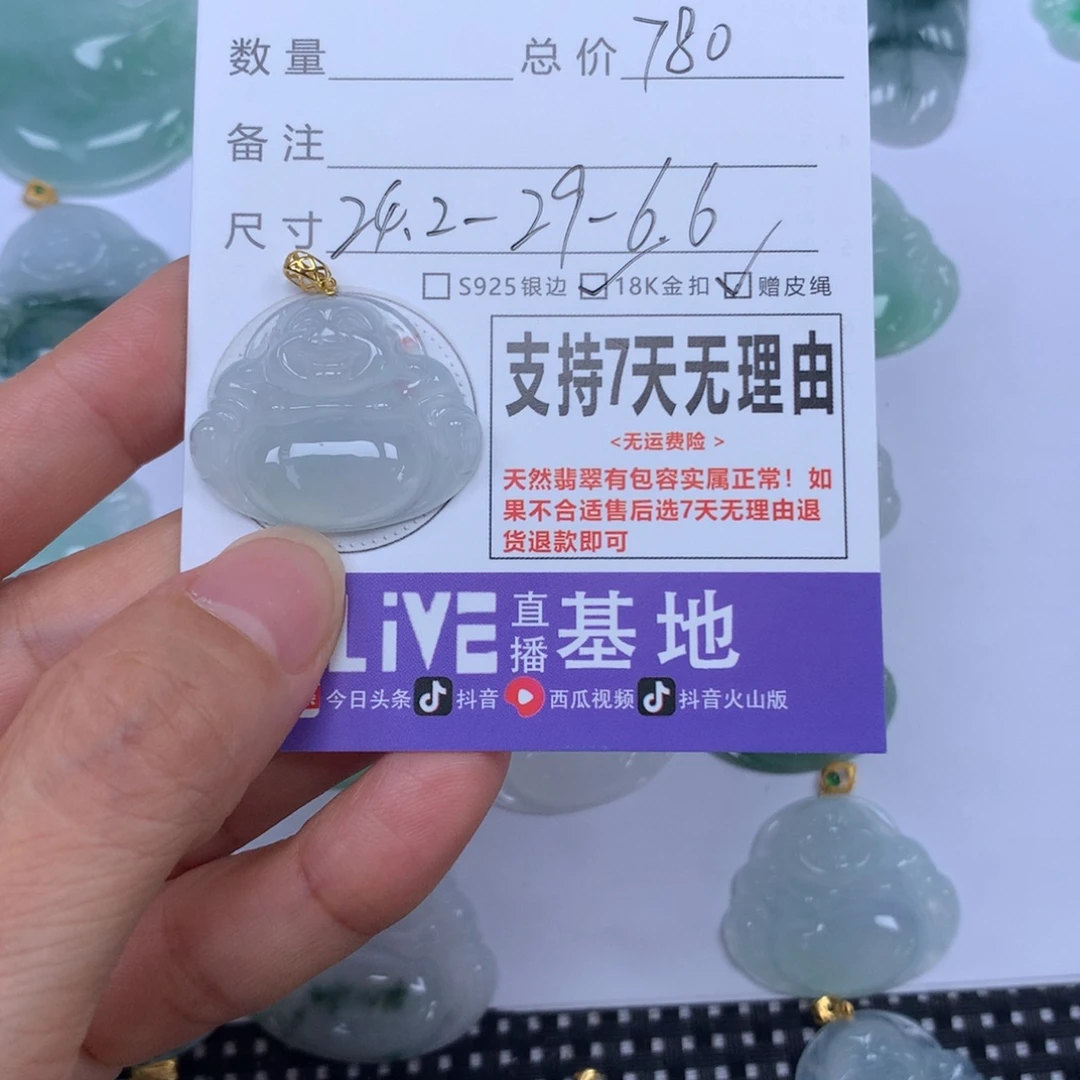 数量 总价 780
备注
尺寸 24.2-29-6.6
S925银边 18K金扣 赠皮绳
支持7天无理由
<无运费险 >
天然翡翠有包容实属正常！如
果不合适售后选7天无理由退
货退款即可
LiVE 直播 基地
今日头条 抖音 西瓜视频 抖音火山版